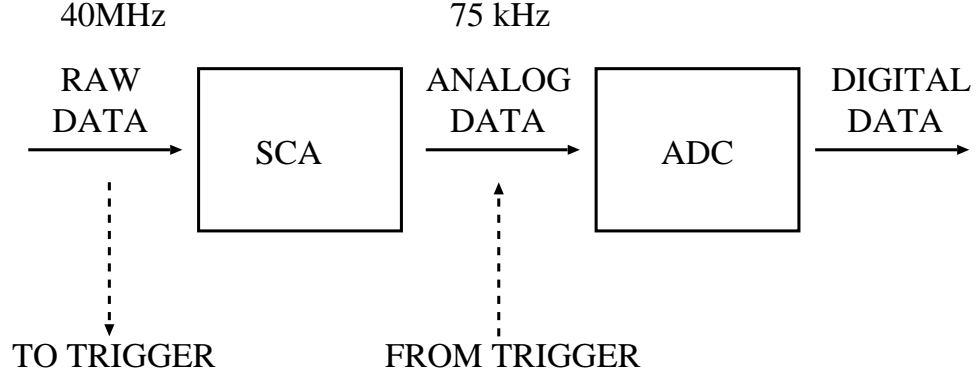 40MHz
75 kHz
RAW
DATA
SCA
ANALOG
DATA
ADC
DIGITAL
DATA
TO TRIGGER
FROM TRIGGER